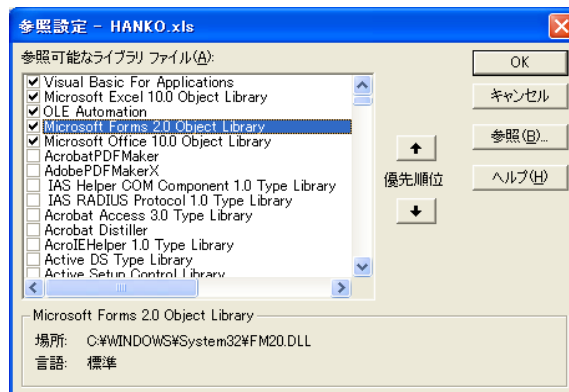 参照設定 - HANKO.xls
参照可能なライブラリ ファイル(A):
Visual Basic For Applications
Microsoft Excel 10.0 Object Library
OLE Automation
Microsoft Forms 2.0 Object Library
Microsoft Office 10.0 Object Library
AcrobatPDFMaker
AdobePDFMakerX
IAS Helper COM Component 1.0 Type Library
IAS RADIUS Protocol 1.0 Type Library
Acrobat Access 3.0 Type Library
Acrobat Distiller
AcroIEHelper 1.0 Type Library
Active DS Type Library
Active Setup Control Library
OK
キャンセル
参照(B)...
ヘルプ(H)
優先順位
Microsoft Forms 2.0 Object Library
場所: C:¥WINDOWS¥System32¥FM20.DLL
言語: 標準